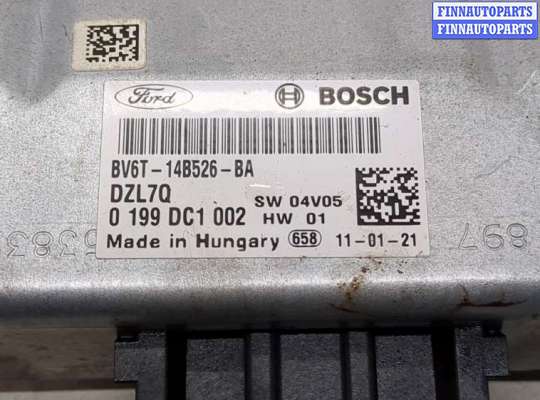 FINNAUTOPARTS
FINNAUTOPARTS
Ford
BOSCH
BV6T-14B526-BA
DZL7Q
SW 04V05
0 199 DC1 002
HW 01
Made in Hungary 658 11-01-21
897